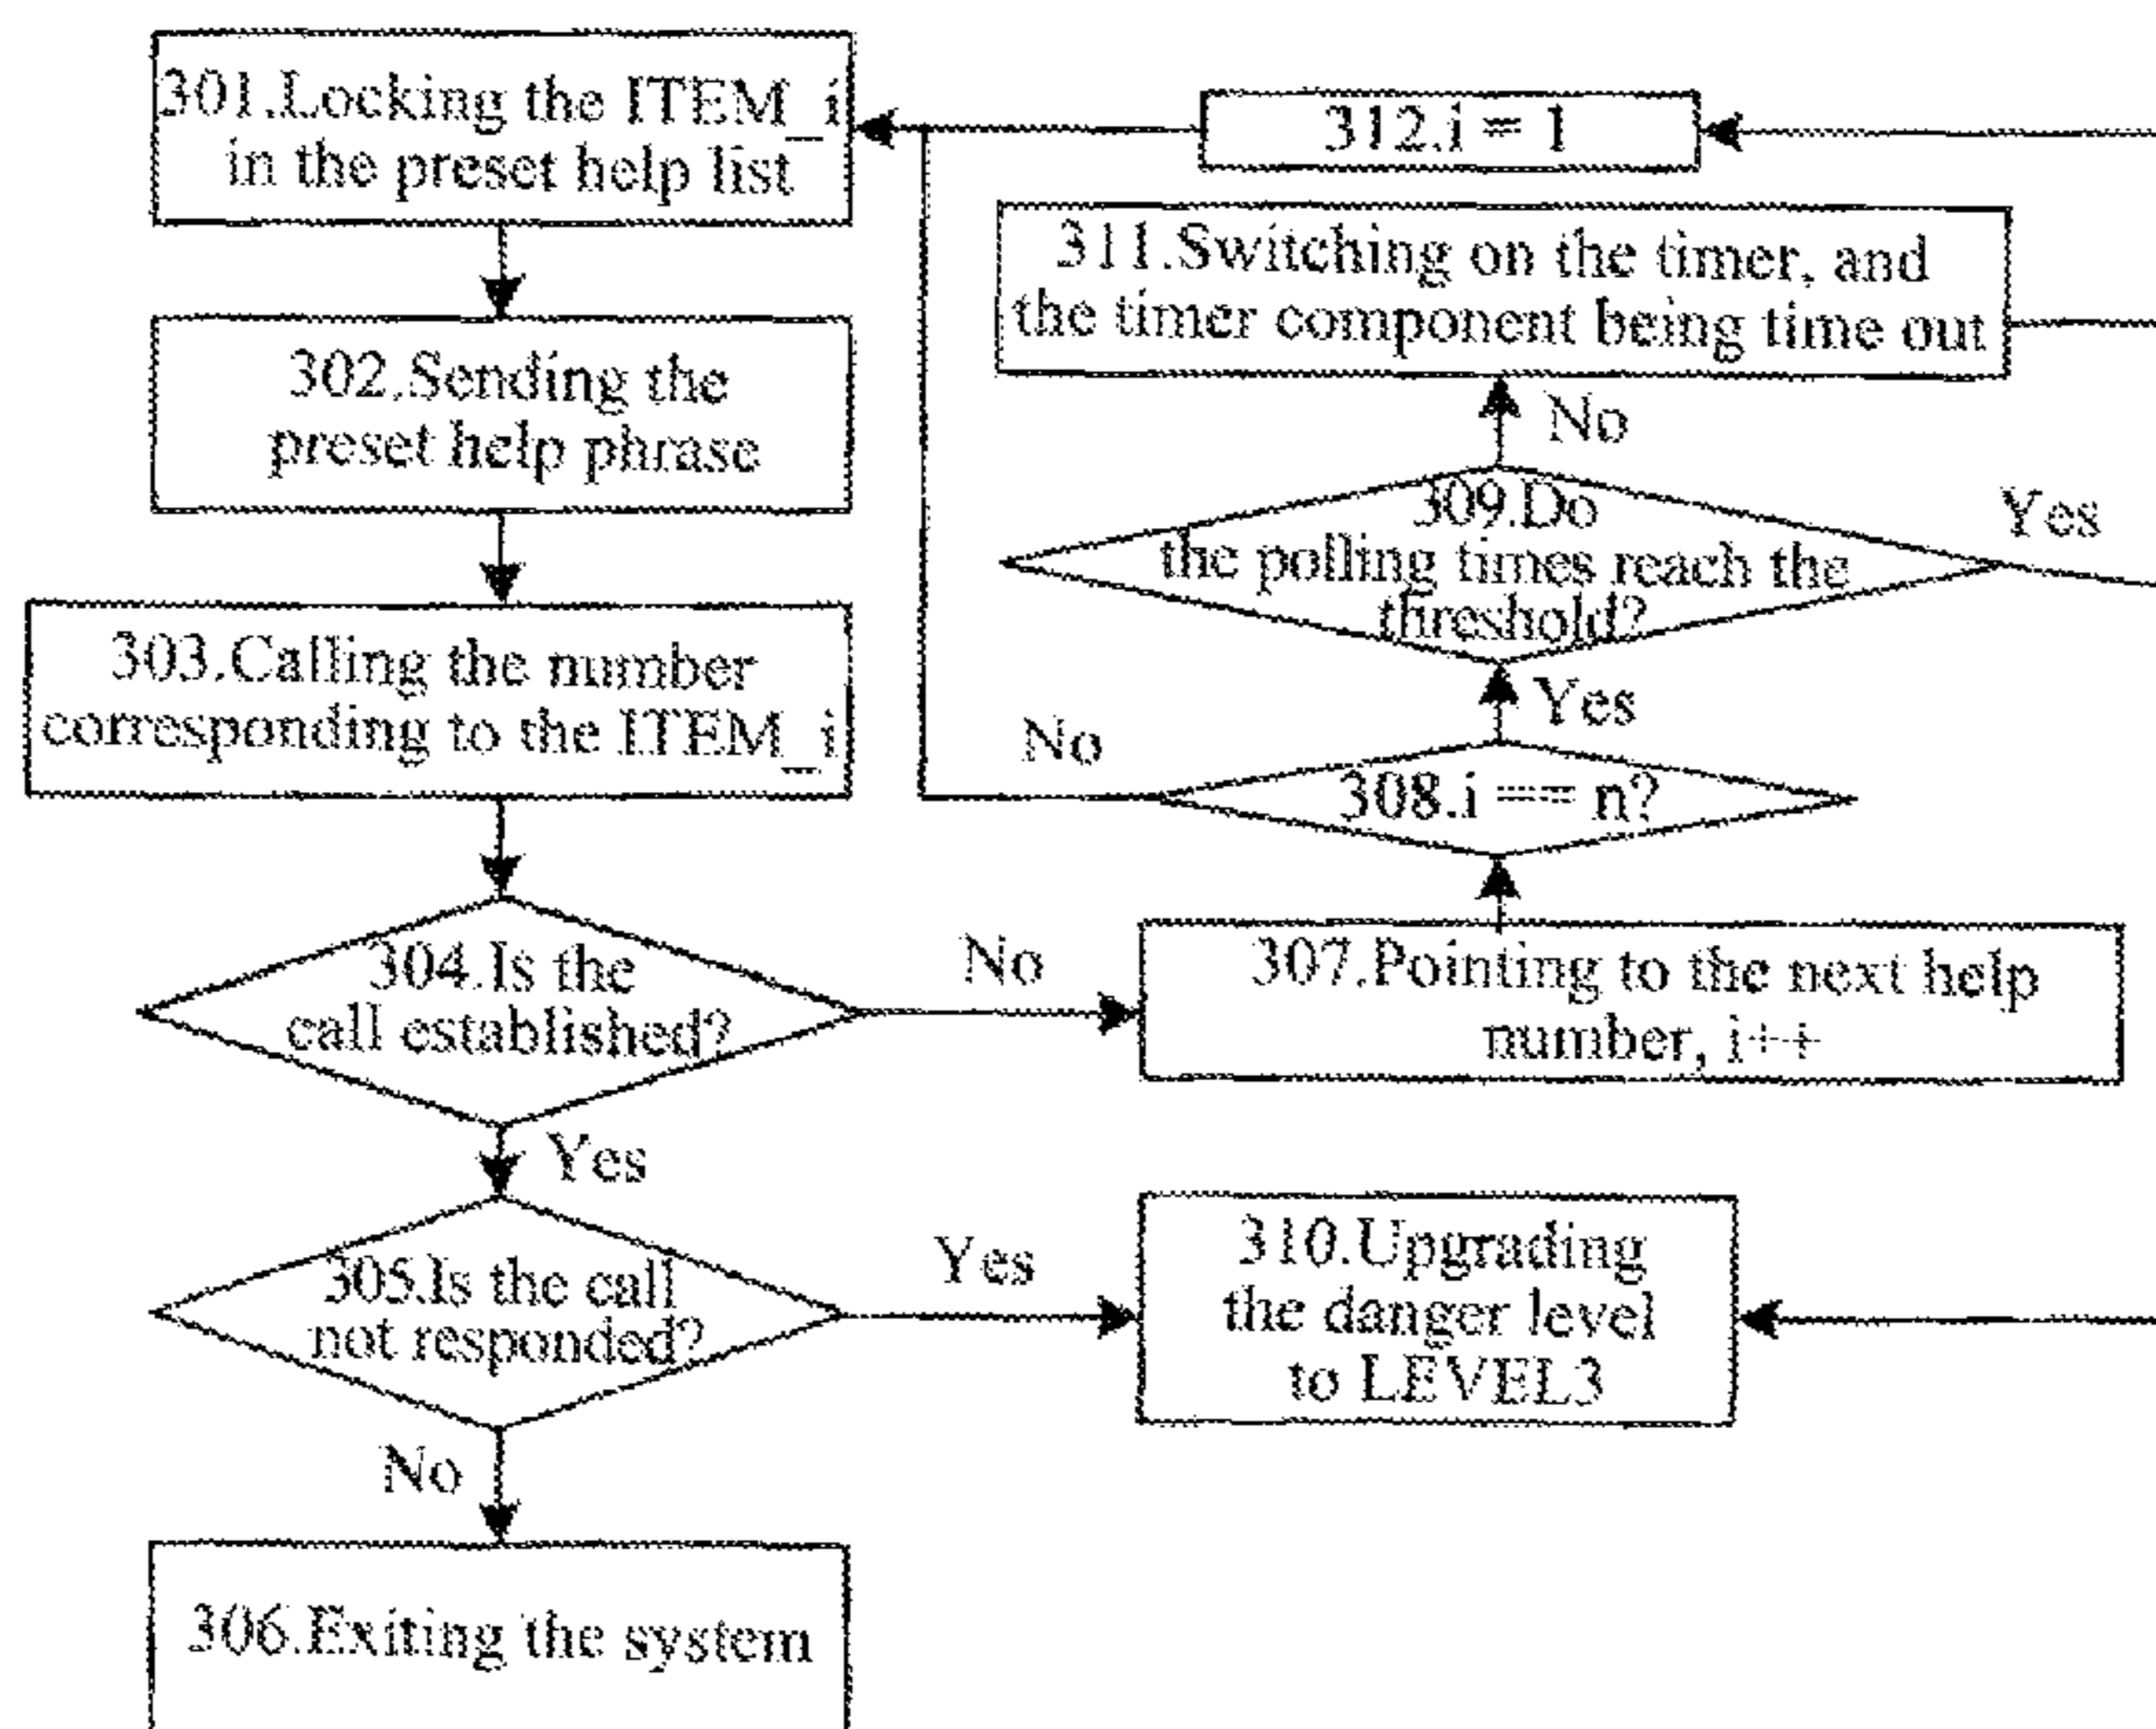 301.Locking the ITEM_i
in the preset help list
302.Sending the
preset help phrase
303.Calling the number
corresponding to the ITEM_i
304.Is the
call established?
Yes
No
305.Is the call
not responded?
Yes
No
306.Exiting the system
307.Pointing to the next help
number, i++
308.i == n?
No
Yes
309.Do
the polling times reach the
threshold?
No
Yes
310.Upgrading
the danger level
to LEVEL3
311.Switching on the timer, and
the timer component being time out
312.i = 1